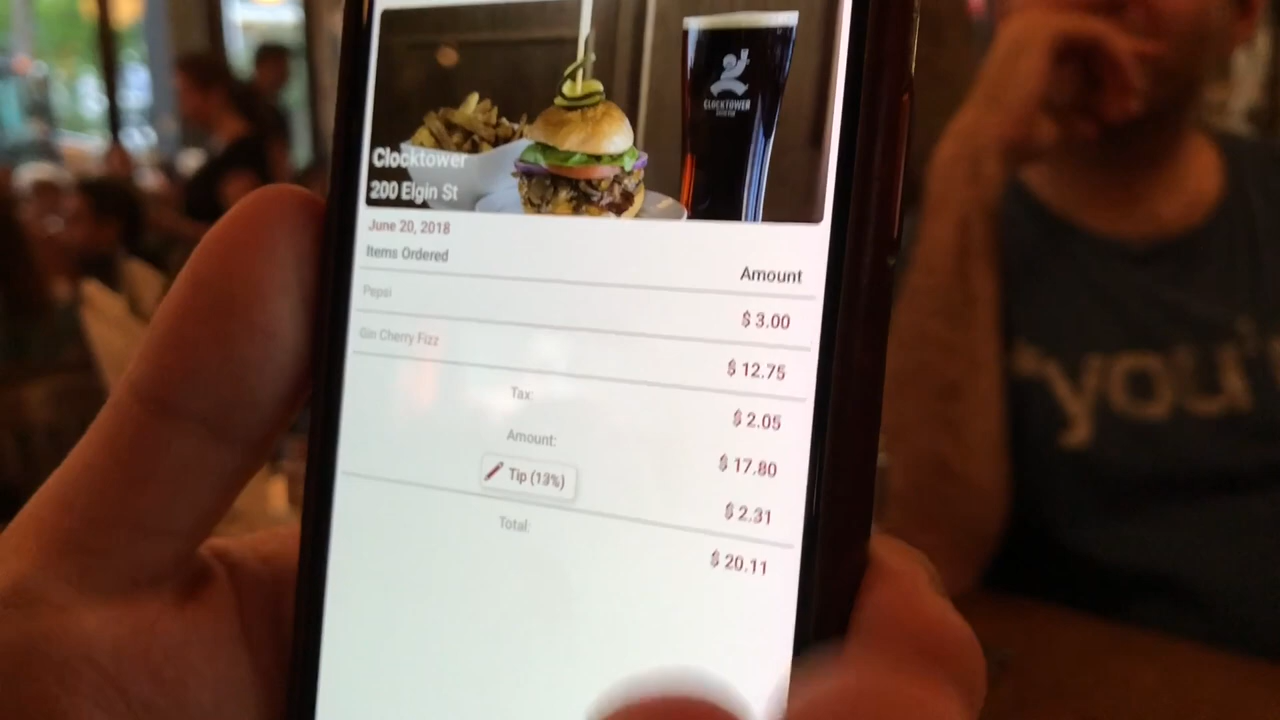 CLOCKTOWER
Clocktower
200 Elgin St
June 20, 2018
Items Ordered
Amount
Pepsi
$ 3.00
Gin Cherry Fizz
$ 12.75
Tax:
$ 2.05
Amount:
$ 17.80
Tip (13%)
$ 2.31
Total:
$ 20.11
"you"